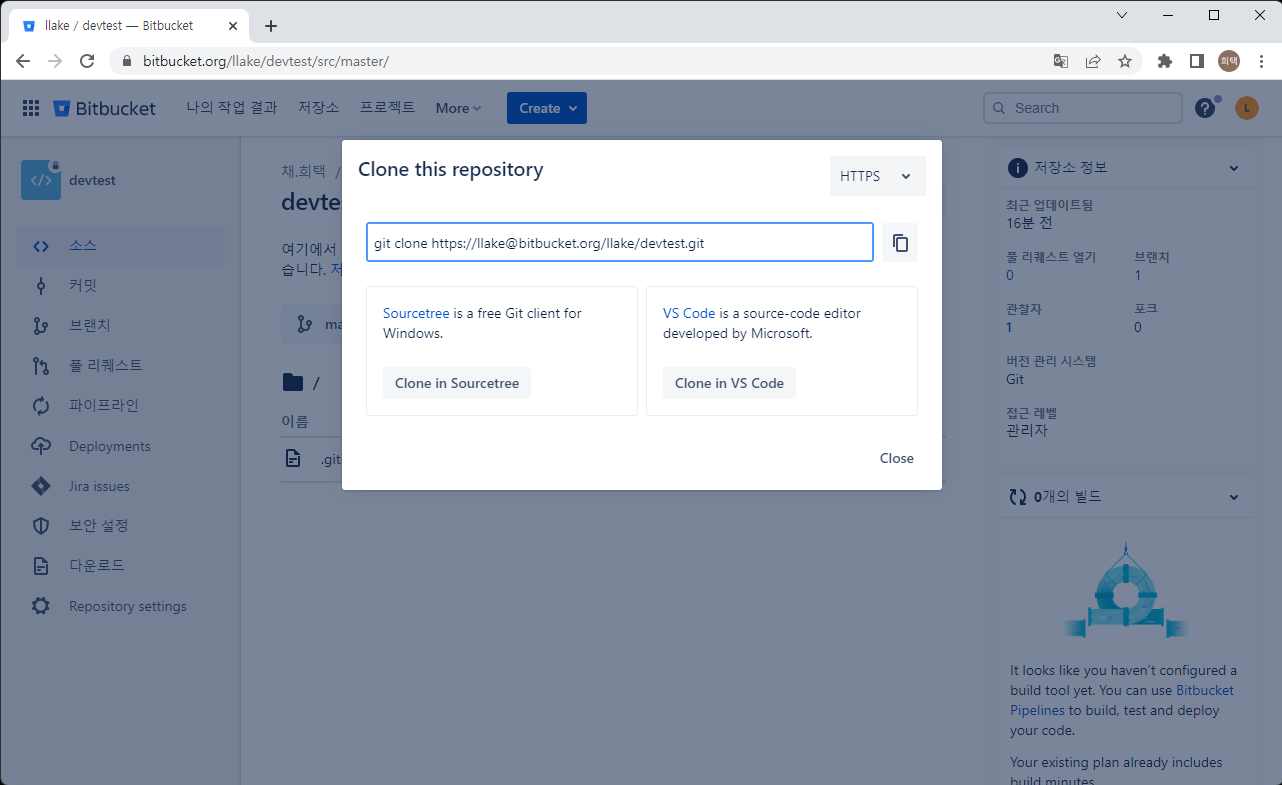 llake / devtest — Bitbucket
bitbucket.org/llake/devtest/src/master/
희택
Bitbucket
나의 작업 결과
저장소
프로젝트
More
Create
Search
L
devtest
소스
커밋
브랜치
풀 리퀘스트
파이프라인
Deployments
Jira issues
보안 설정
다운로드
Repository settings
채.희택 /
여기에서
습니다.
/
이름
.git
Clone this repository
HTTPS
git clone https://llake@bitbucket.org/llake/devtest.git
Sourcetree is a free Git client for
Windows.
Clone in Sourcetree
VS Code is a source-code editor
developed by Microsoft.
Clone in VS Code
Close
저장소 정보
최근 업데이트됨
16분 전
풀 리퀘스트 열기
0
브랜치
1
관찰자
1
포크
0
버전 관리 시스템
Git
접근 레벨
관리자
0개의 빌드
It looks like you haven't configured a
build tool yet. You can use Bitbucket
Pipelines to build, test and deploy
your code.
Your existing plan already includes
build minutes